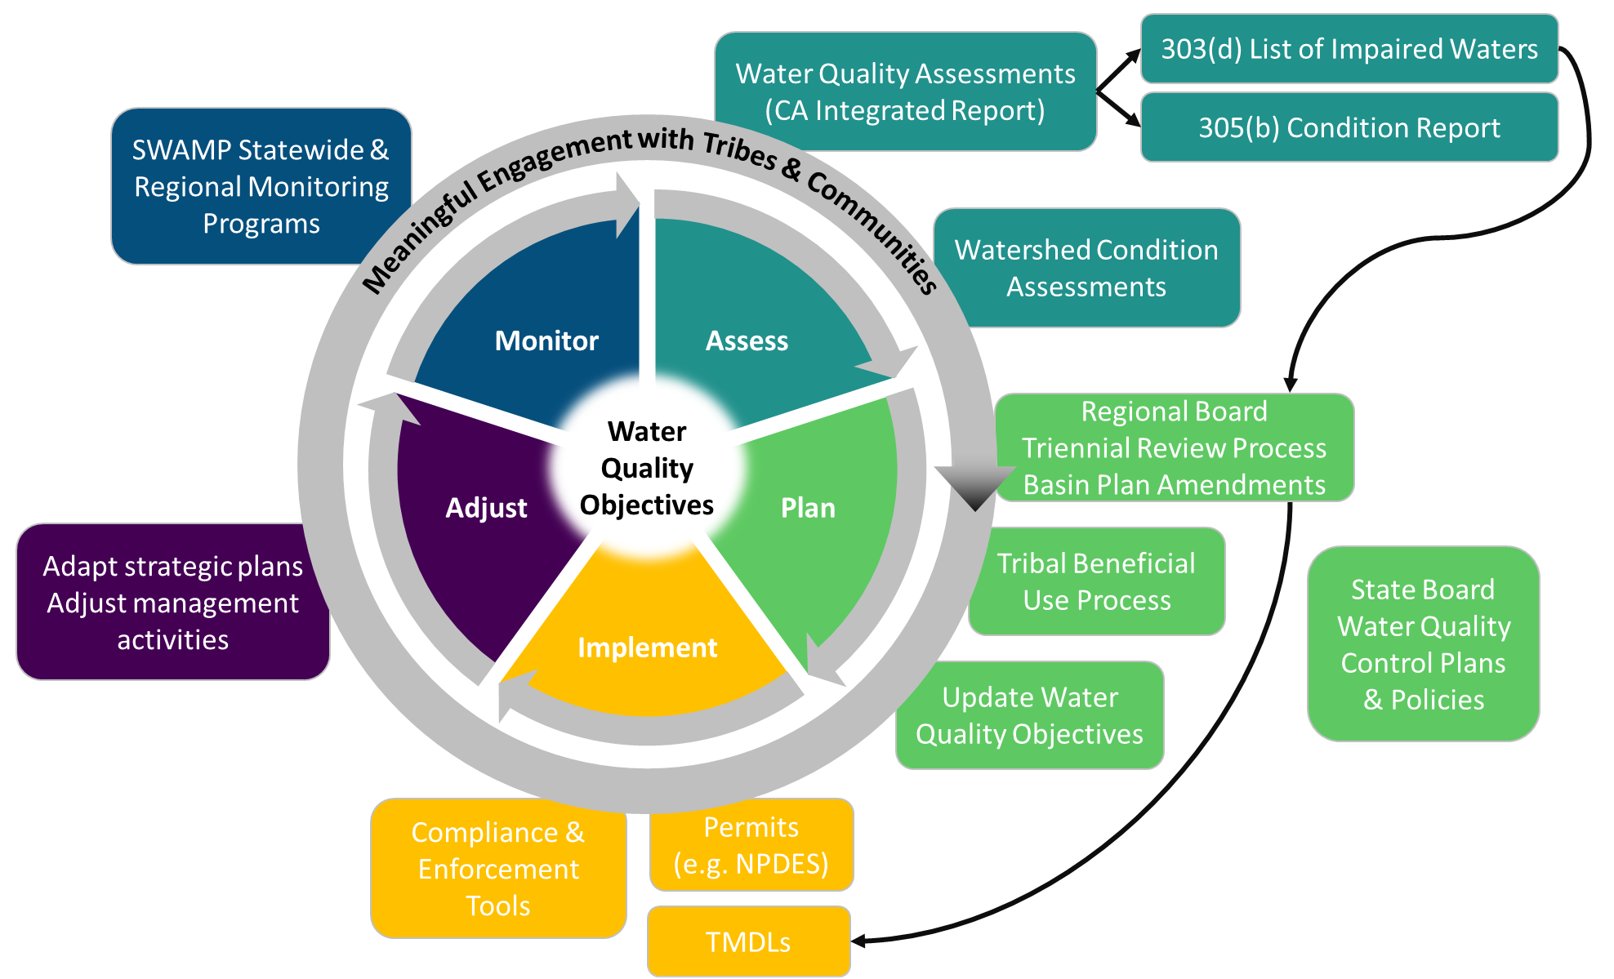 Water Quality Assessments
(CA Integrated Report)
303(d) List of Impaired Waters
305(b) Condition Report
SWAMP Statewide &
Regional Monitoring
Programs
Meaningful Engagement with Tribes & Communities
Watershed Condition
Assessments
Monitor
Assess
Water
Quality
Objectives
Adjust
Plan
Implement
Regional Board
Triennial Review Process
Basin Plan Amendments
Tribal Beneficial
Use Process
State Board
Water Quality
Control Plans
& Policies
Update Water
Quality Objectives
Adapt strategic plans
Adjust management
activities
Compliance &
Enforcement
Tools
Permits
(e.g. NPDES)
TMDLs